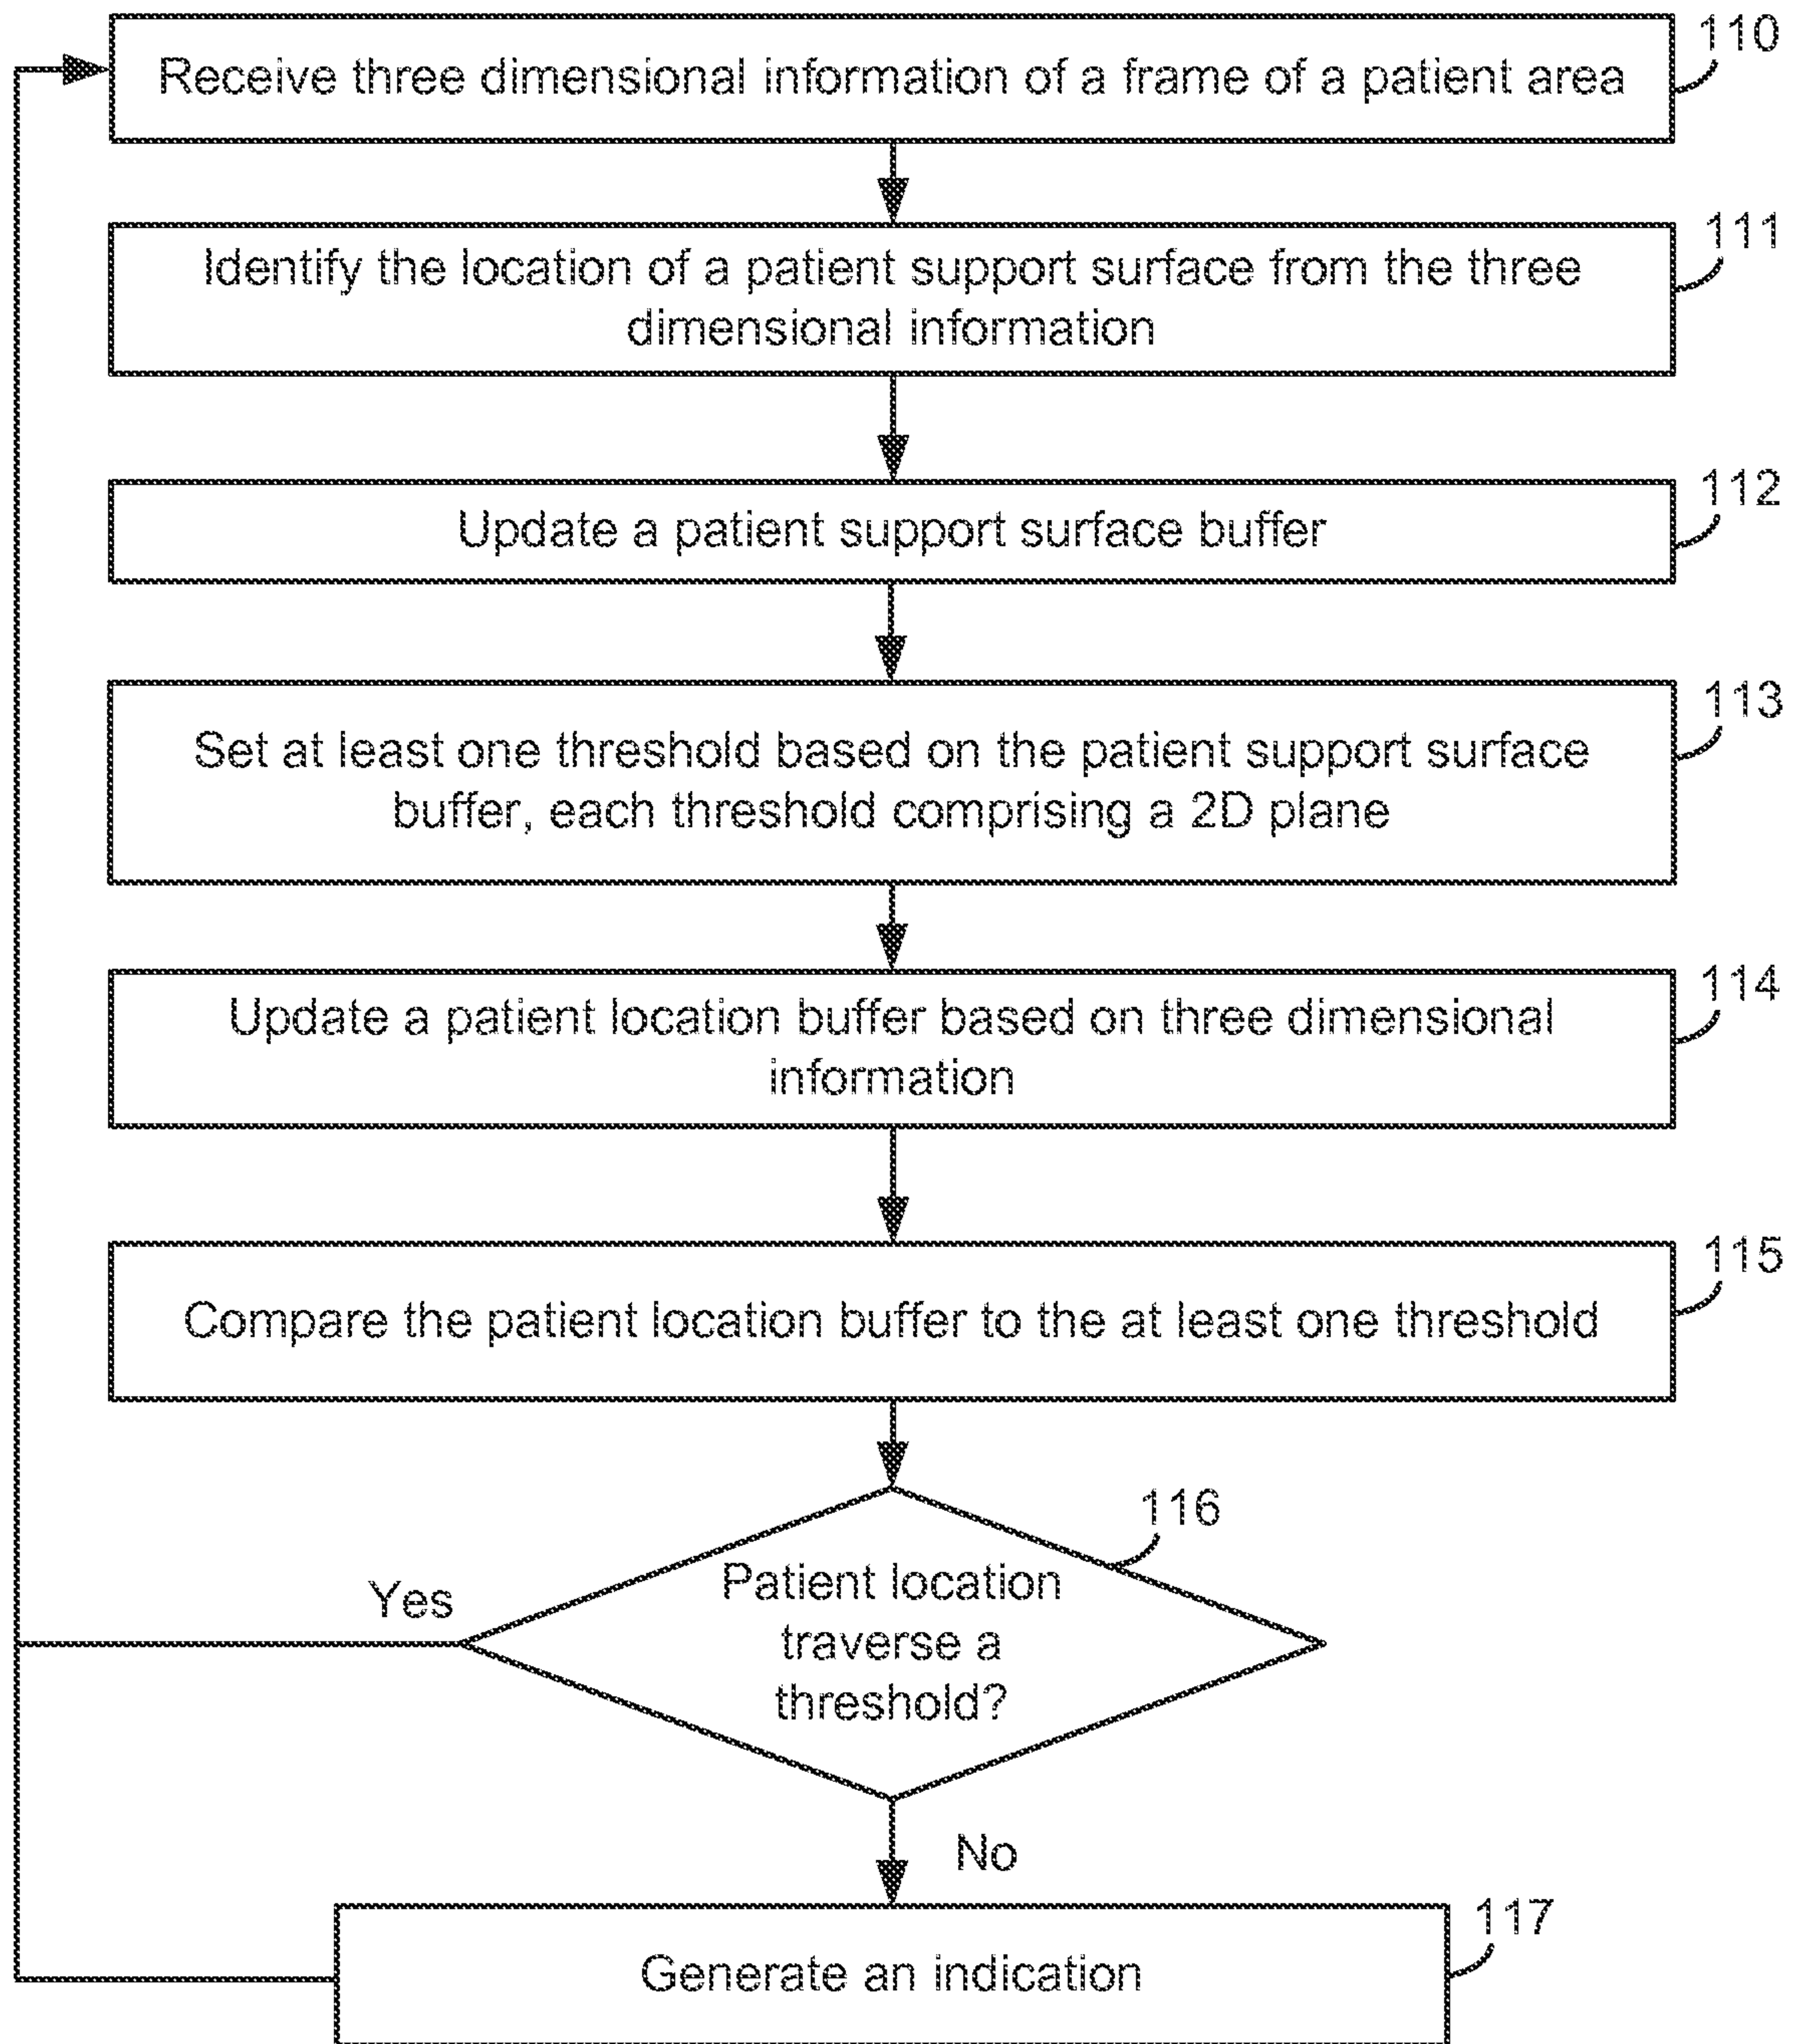 110
Receive three dimensional information of a frame of a patient area
111
Identify the location of a patient support surface from the three
dimensional information
112
Update a patient support surface buffer
113
Set at least one threshold based on the patient support surface
buffer, each threshold comprising a 2D plane
114
Update a patient location buffer based on three dimensional
information
115
Compare the patient location buffer to the at least one threshold
116
Patient location
traverse a
threshold?
Yes
No
117
Generate an indication